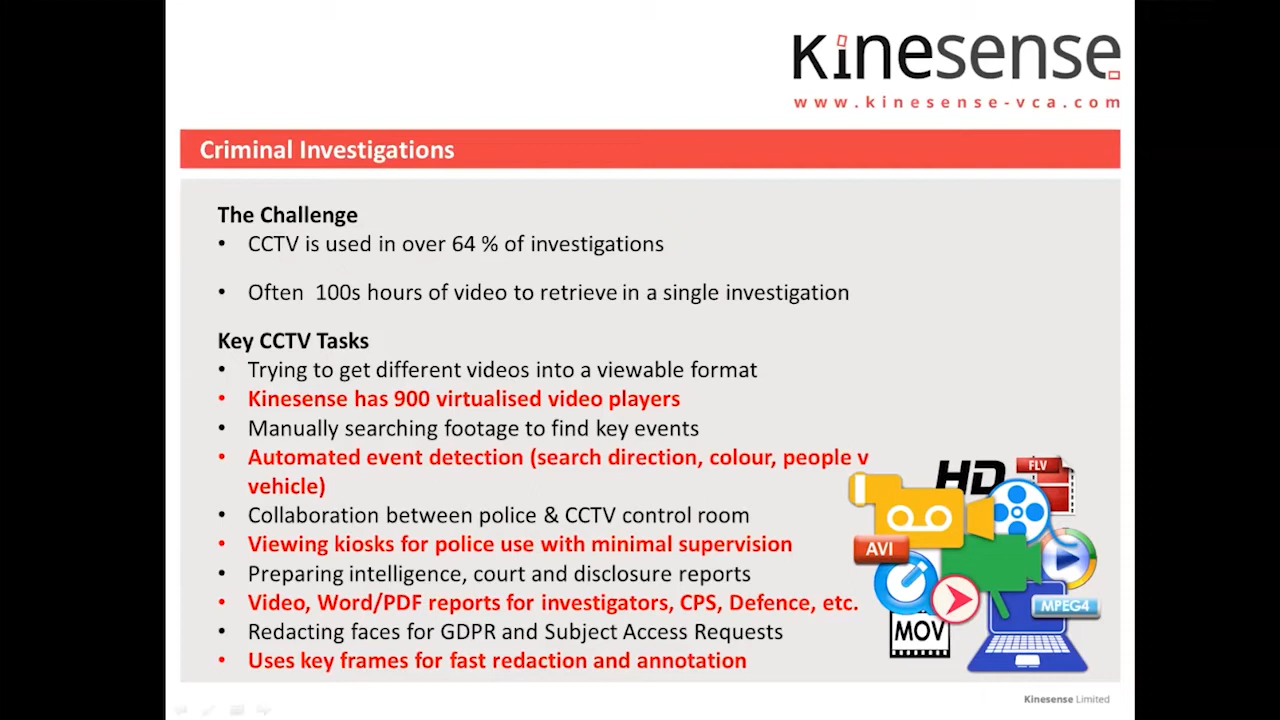 Kinesense
www.kinesense-vca.com
Criminal Investigations
The Challenge
• CCTV is used in over 64 % of investigations
• Often 100s hours of video to retrieve in a single investigation
Key CCTV Tasks
• Trying to get different videos into a viewable format
• Kinesense has 900 virtualised video players
• Manually searching footage to find key events
• Automated event detection (search direction, colour, people v
vehicle)
• Collaboration between police & CCTV control room
• Viewing kiosks for police use with minimal supervision
• Preparing intelligence, court and disclosure reports
• Video, Word/PDF reports for investigators, CPS, Defence, etc.
• Redacting faces for GDPR and Subject Access Requests
• Uses key frames for fast redaction and annotation
HD
FLV
AVI
MPEG4
MOV
Kinesense Limited